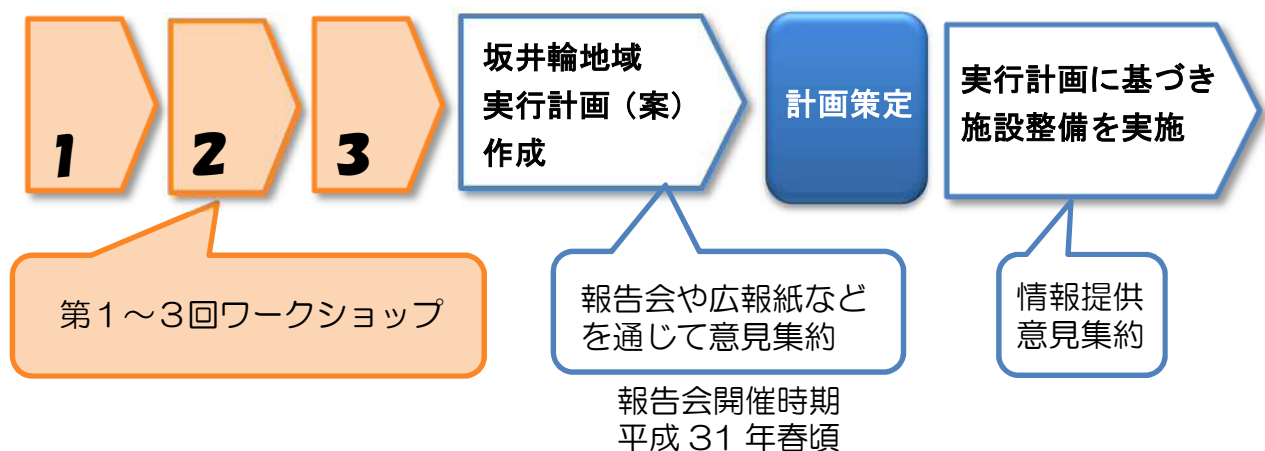 1
2
3
坂井輪地域
実行計画（案）
作成
計画策定
実行計画に基づき
施設整備を実施
第１～３回ワークショップ
報告会や広報紙など
を通じて意見集約
情報提供
意見集約
報告会開催時期
平成 31 年春頃